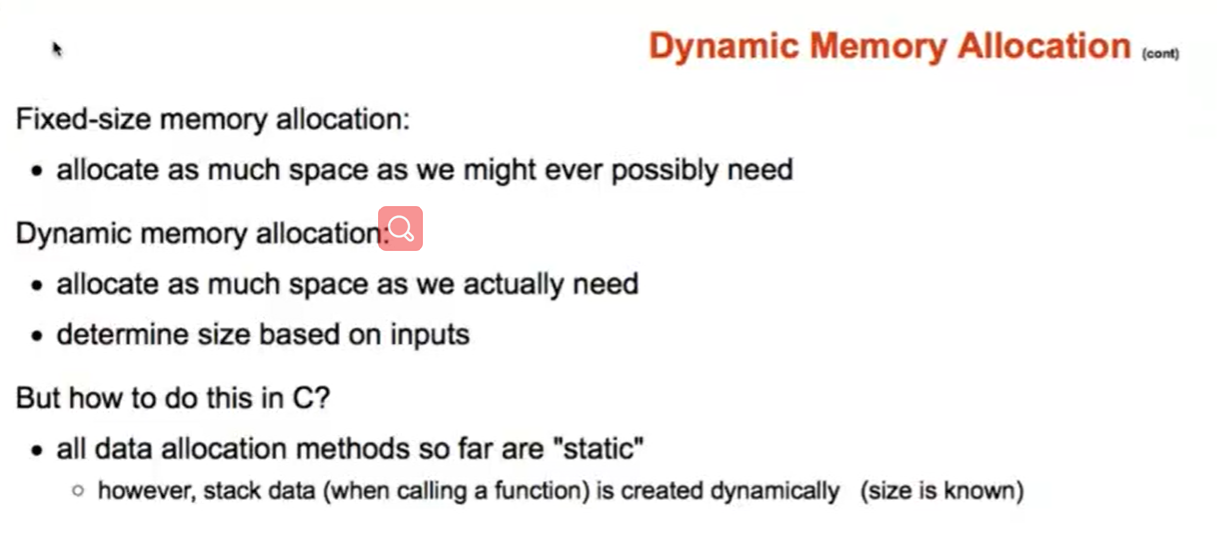 Dynamic Memory Allocation (cont)
Fixed-size memory allocation:
• allocate as much space as we might ever possibly need
Dynamic memory allocation:
• allocate as much space as we actually need
• determine size based on inputs
But how to do this in C?
• all data allocation methods so far are "static"
○ however, stack data (when calling a function) is created dynamically (size is known)